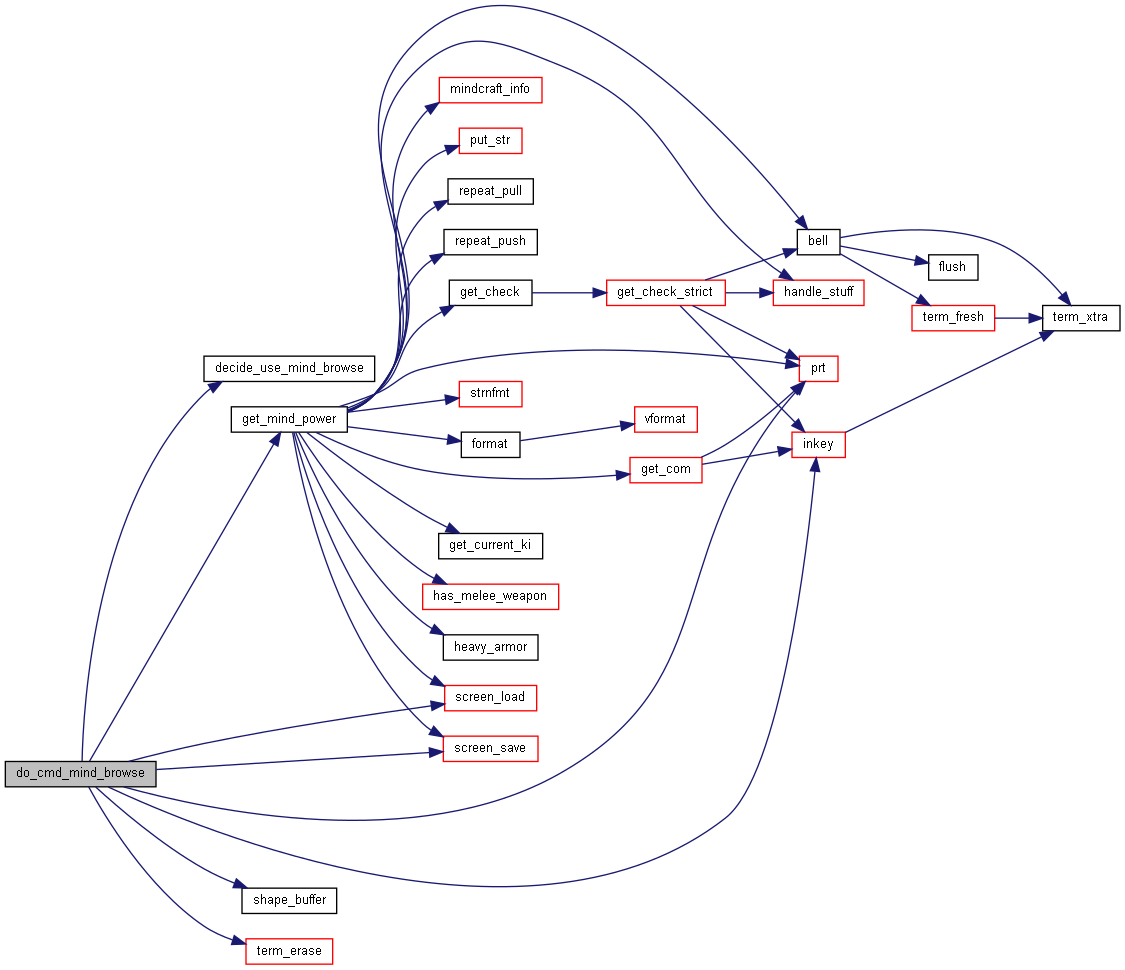 mindcraft_info
put_str
repeat_pull
repeat_push
bell
flush
get_check
get_check_strict
handle_stuff
term_fresh
term_xtra
decide_use_mind_browse
prt
strnfmt
get_mind_power
vformat
format
inkey
get_com
get_current_ki
has_melee_weapon
heavy_armor
screen_load
screen_save
do_cmd_mind_browse
shape_buffer
term_erase